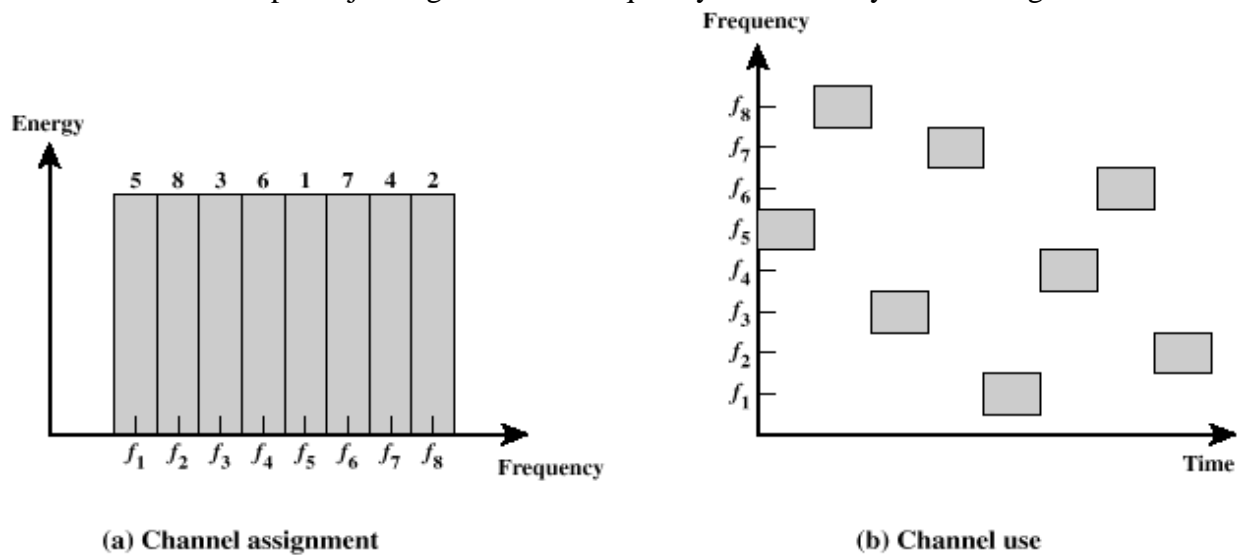 Frequency
Energy
5 8 3 6 1 7 4 2
f1 f2 f3 f4 f5 f6 f7 f8
Frequency
(a) Channel assignment
f8
f7
f6
f5
f4
f3
f2
f1
Time
(b) Channel use